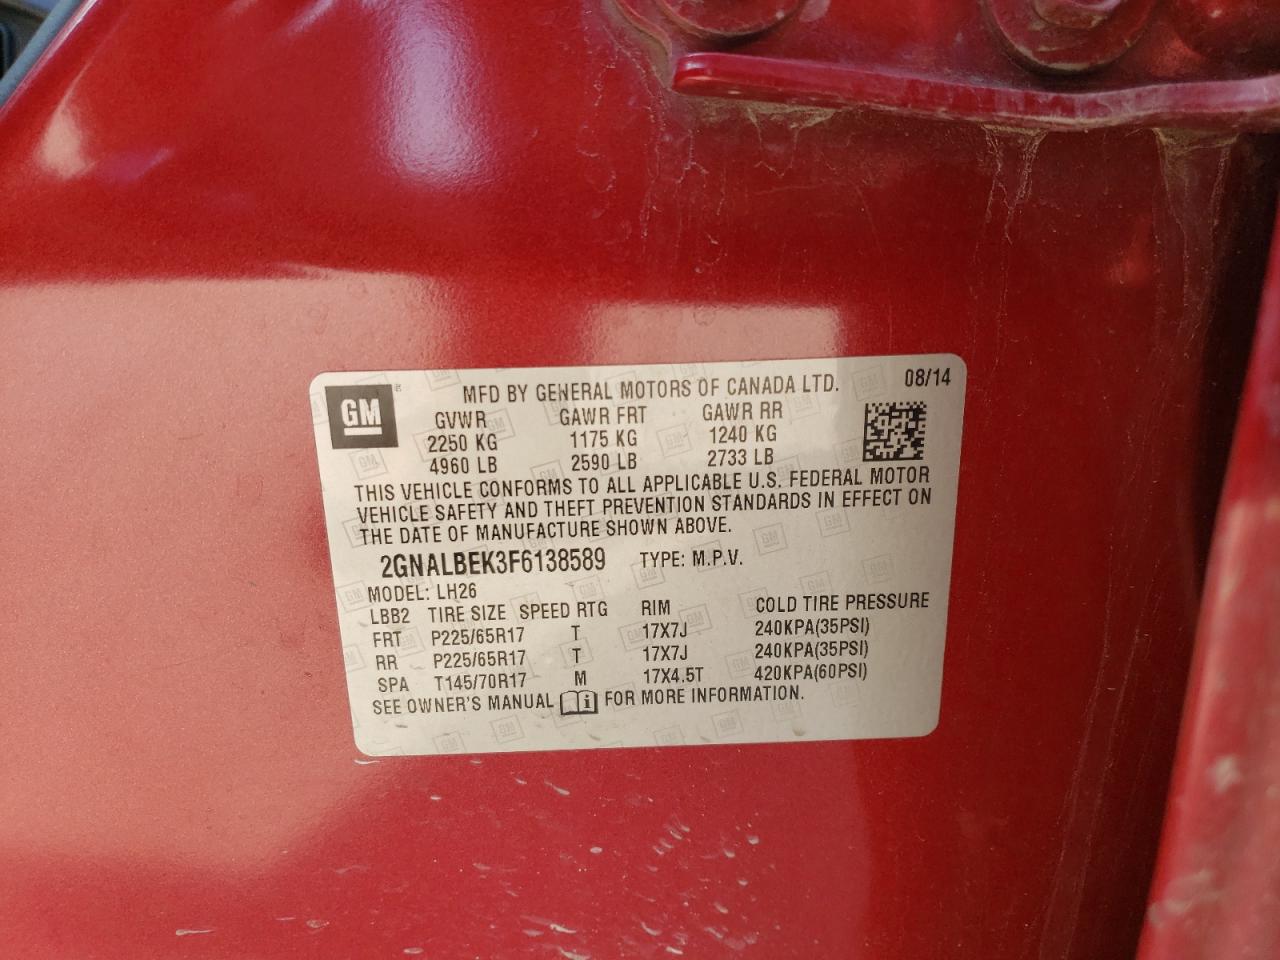 GM ® MFD BY GENERAL MOTORS OF CANADA LTD. 08/14
GVWR GAWR FRT GAWR RR
2250 KG 1175 KG 1240 KG
4960 LB 2590 LB 2733 LB
THIS VEHICLE CONFORMS TO ALL APPLICABLE U.S. FEDERAL MOTOR
VEHICLE SAFETY AND THEFT PREVENTION STANDARDS IN EFFECT ON
THE DATE OF MANUFACTURE SHOWN ABOVE.
2GNALBEK3F6138589 TYPE: M.P.V.
MODEL: LH26
LBB2 TIRE SIZE SPEED RTG RIM COLD TIRE PRESSURE
FRT P225/65R17 T 17X7J 240KPA(35PSI)
RR P225/65R17 T 17X7J 240KPA(35PSI)
SPA T145/70R17 M 17X4.5T 420KPA(60PSI)
SEE OWNER'S MANUAL i FOR MORE INFORMATION.